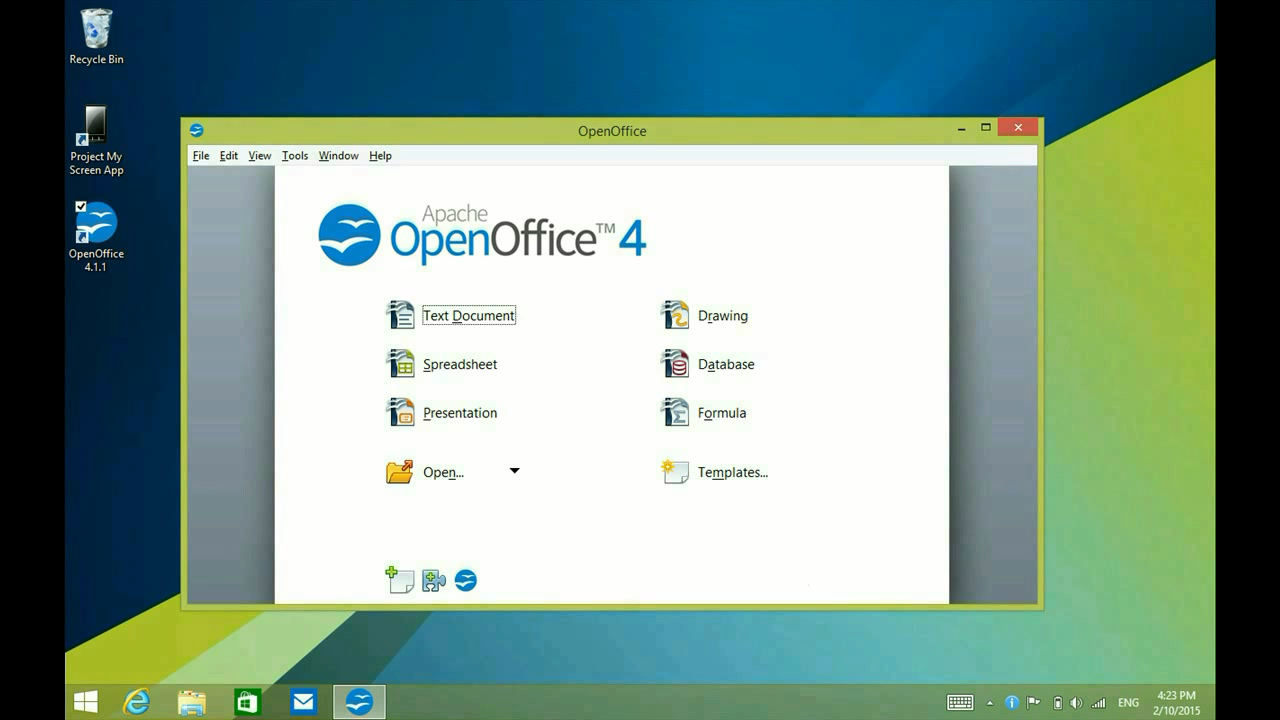 Recycle Bin
Project My
Screen App
OpenOffice
4.1.1
OpenOffice
File Edit View Tools Window Help
Apache
OpenOffice™ 4
Text Document
Drawing
Spreadsheet
Database
Presentation
Formula
Open...
Templates...
ENG
4:23 PM
2/10/2015